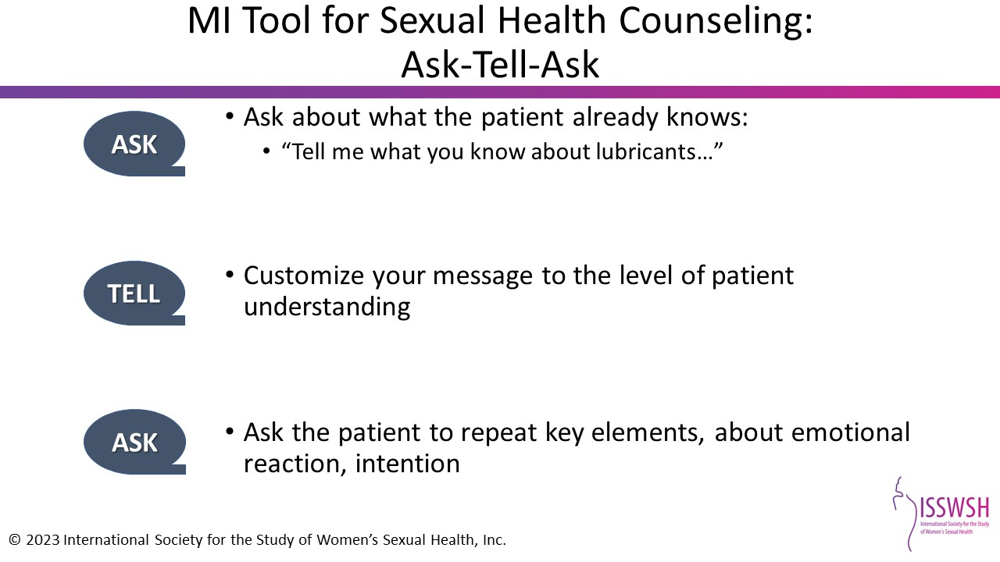 MI Tool for Sexual Health Counseling:
Ask-Tell-Ask
ASK
• Ask about what the patient already knows:
• “Tell me what you know about lubricants…”
TELL
• Customize your message to the level of patient
understanding
ASK
• Ask the patient to repeat key elements, about emotional
reaction, intention
ISSWSH
International Society for the Study
of Women's Sexual Health
© 2023 International Society for the Study of Women’s Sexual Health, Inc.